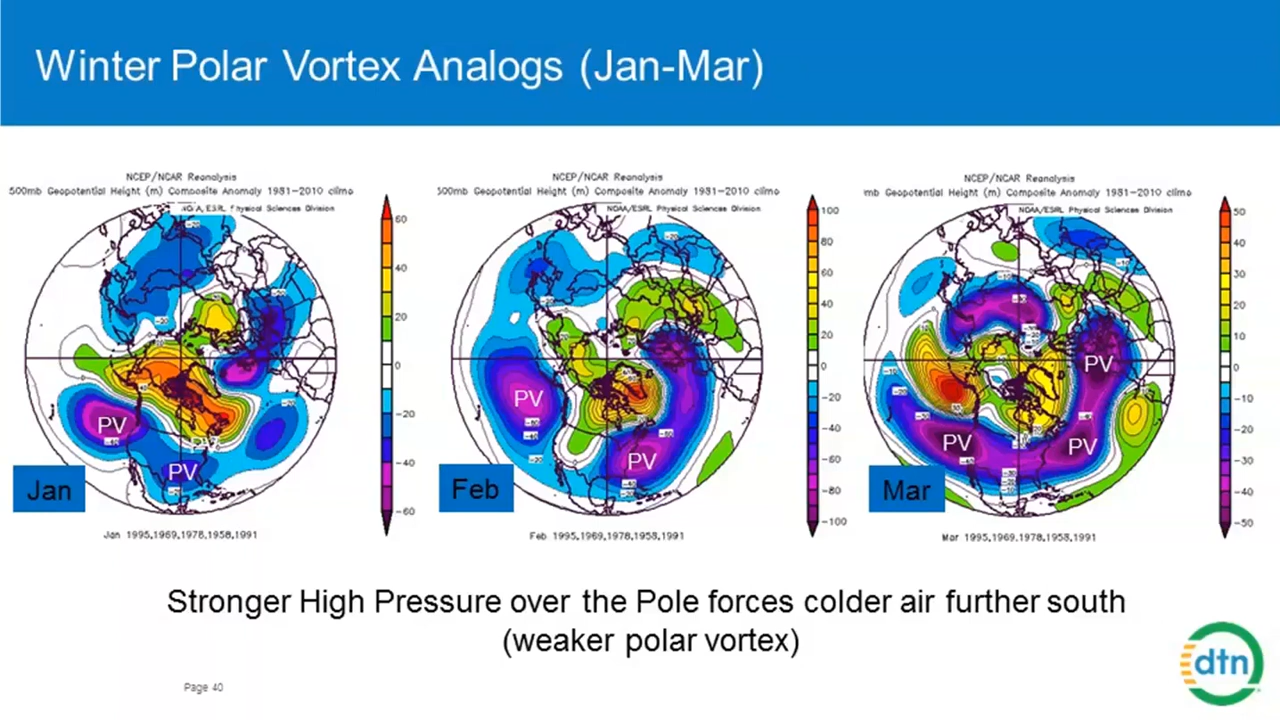 Winter Polar Vortex Analogs (Jan-Mar)
NCEP/NCAR Reanalysis
500mb Geopotential Height (m) Composite Anomaly 1981-2010 climo
NOAA/ESRL Physical Sciences Division
60
40
20
0
-20
-40
-60
PV
PV
Jan
Jan 1995,1969,1978,1958,1991
NCEP/NCAR Reanalysis
500mb Geopotential Height (m) Composite Anomaly 1981-2010 climo
NOAA/ESRL Physical Sciences Division
100
80
60
40
20
0
-20
-40
-60
-80
-100
PV
PV
Feb
Feb 1995,1969,1978,1958,1991
NCEP/NCAR Reanalysis
mb Geopotential Height (m) Composite Anomaly 1981-2010 climo
NOAA/ESRL Physical Sciences Division
50
40
30
20
10
0
-10
-20
-30
-40
-50
PV
PV
PV
Mar
Mar 1995,1969,1978,1958,1991
Stronger High Pressure over the Pole forces colder air further south
(weaker polar vortex)
Page 40
dtn